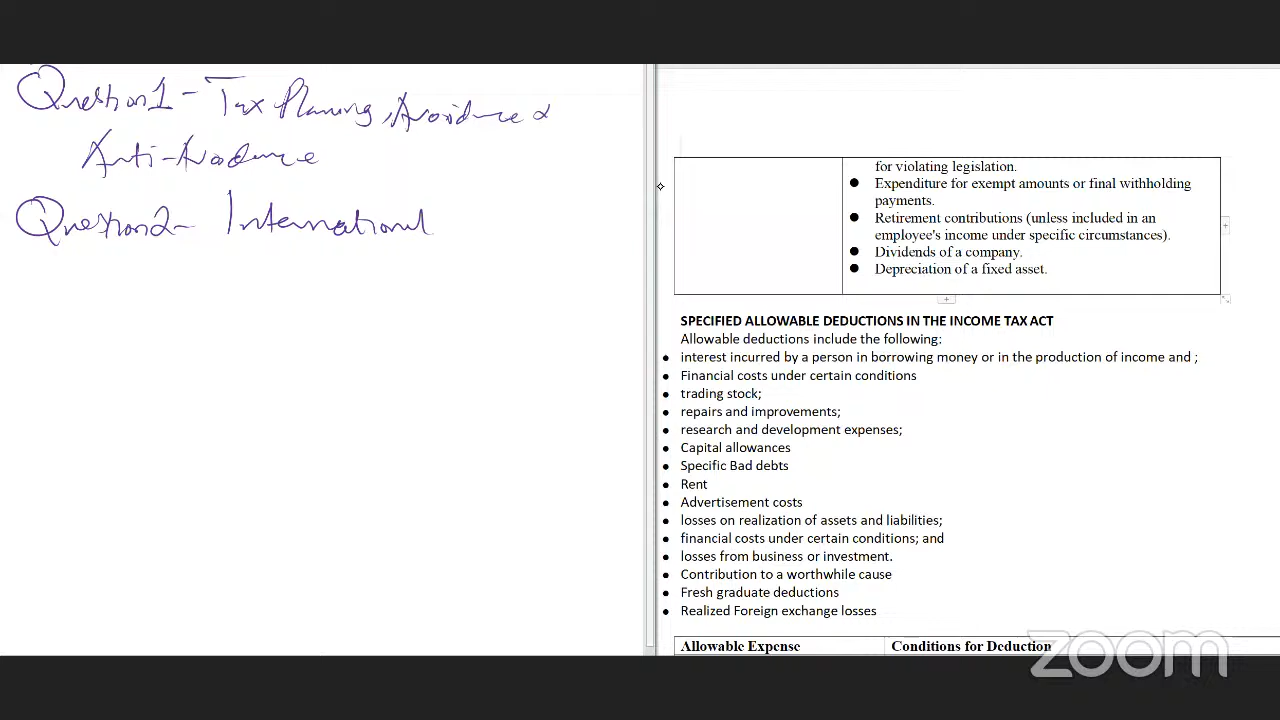 Question 1 - Tax Planing, Avoidance &
Anti-Avoidance
Question 2 - International
for violating legislation.
● Expenditure for exempt amounts or final withholding
payments.
● Retirement contributions (unless included in an
employee's income under specific circumstances).
● Dividends of a company.
● Depreciation of a fixed asset.
SPECIFIED ALLOWABLE DEDUCTIONS IN THE INCOME TAX ACT
Allowable deductions include the following:
• interest incurred by a person in borrowing money or in the production of income and ;
• Financial costs under certain conditions
• trading stock;
• repairs and improvements;
• research and development expenses;
• Capital allowances
• Specific Bad debts
• Rent
• Advertisement costs
• losses on realization of assets and liabilities;
• financial costs under certain conditions; and
• losses from business or investment.
• Contribution to a worthwhile cause
• Fresh graduate deductions
• Realized Foreign exchange losses
Allowable Expense Conditions for Deduction
zoom